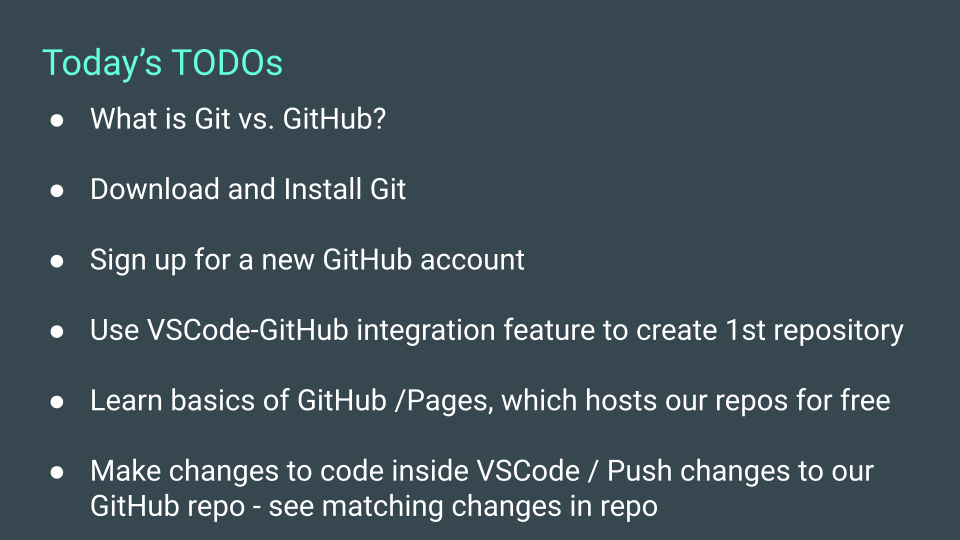 Today’s TODOs
● What is Git vs. GitHub?
● Download and Install Git
● Sign up for a new GitHub account
● Use VSCode-GitHub integration feature to create 1st repository
● Learn basics of GitHub /Pages, which hosts our repos for free
● Make changes to code inside VSCode / Push changes to our
GitHub repo - see matching changes in repo